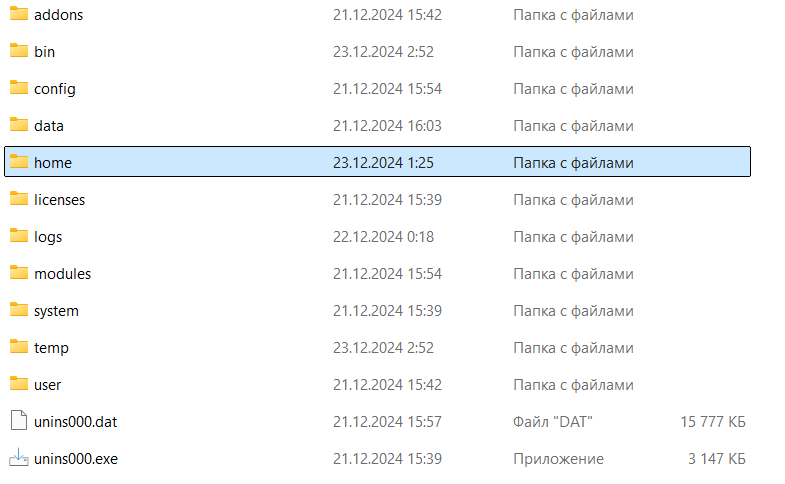 addons 21.12.2024 15:42 Папка с файлами
bin 23.12.2024 2:52 Папка с файлами
config 21.12.2024 15:54 Папка с файлами
data 21.12.2024 16:03 Папка с файлами
home 23.12.2024 1:25 Папка с файлами
licenses 21.12.2024 15:39 Папка с файлами
logs 22.12.2024 0:18 Папка с файлами
modules 21.12.2024 15:54 Папка с файлами
system 21.12.2024 15:39 Папка с файлами
temp 23.12.2024 2:52 Папка с файлами
user 21.12.2024 15:42 Папка с файлами
unins000.dat 21.12.2024 15:57 Файл "DAT" 15 777 КБ
unins000.exe 21.12.2024 15:39 Приложение 3 147 КБ